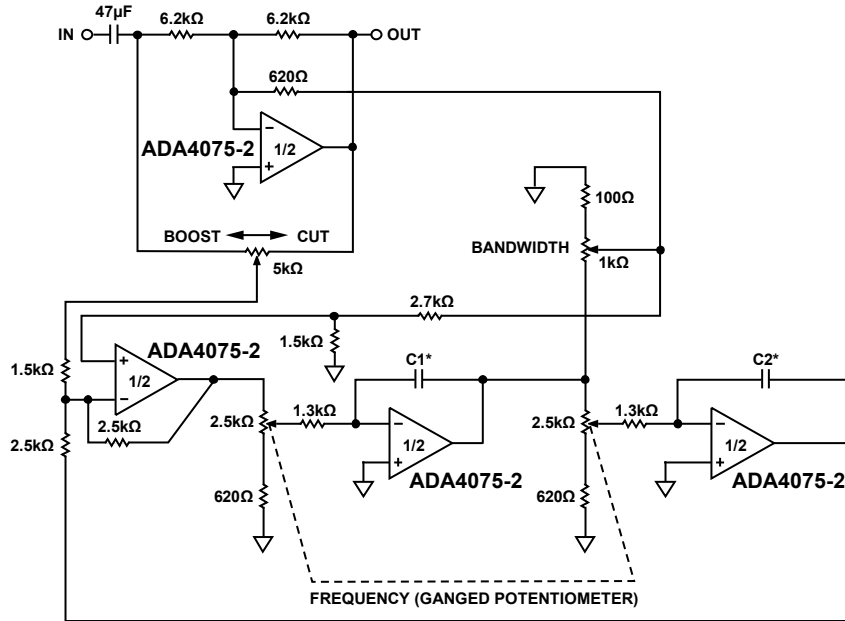 47µF
6.2kΩ
6.2kΩ
IN
OUT
620Ω
−
+
1/2
ADA4075-2
100Ω
BOOST
CUT
BANDWIDTH
1kΩ
5kΩ
2.7kΩ
ADA4075-2
1.5kΩ
C1*
C2*
1.5kΩ
+
1/2
−
2.5kΩ
2.5kΩ
2.5kΩ
1.3kΩ
−
1/2
+
2.5kΩ
1.3kΩ
−
1/2
+
ADA4075-2
ADA4075-2
620Ω
620Ω
FREQUENCY (GANGED POTENTIOMETER)